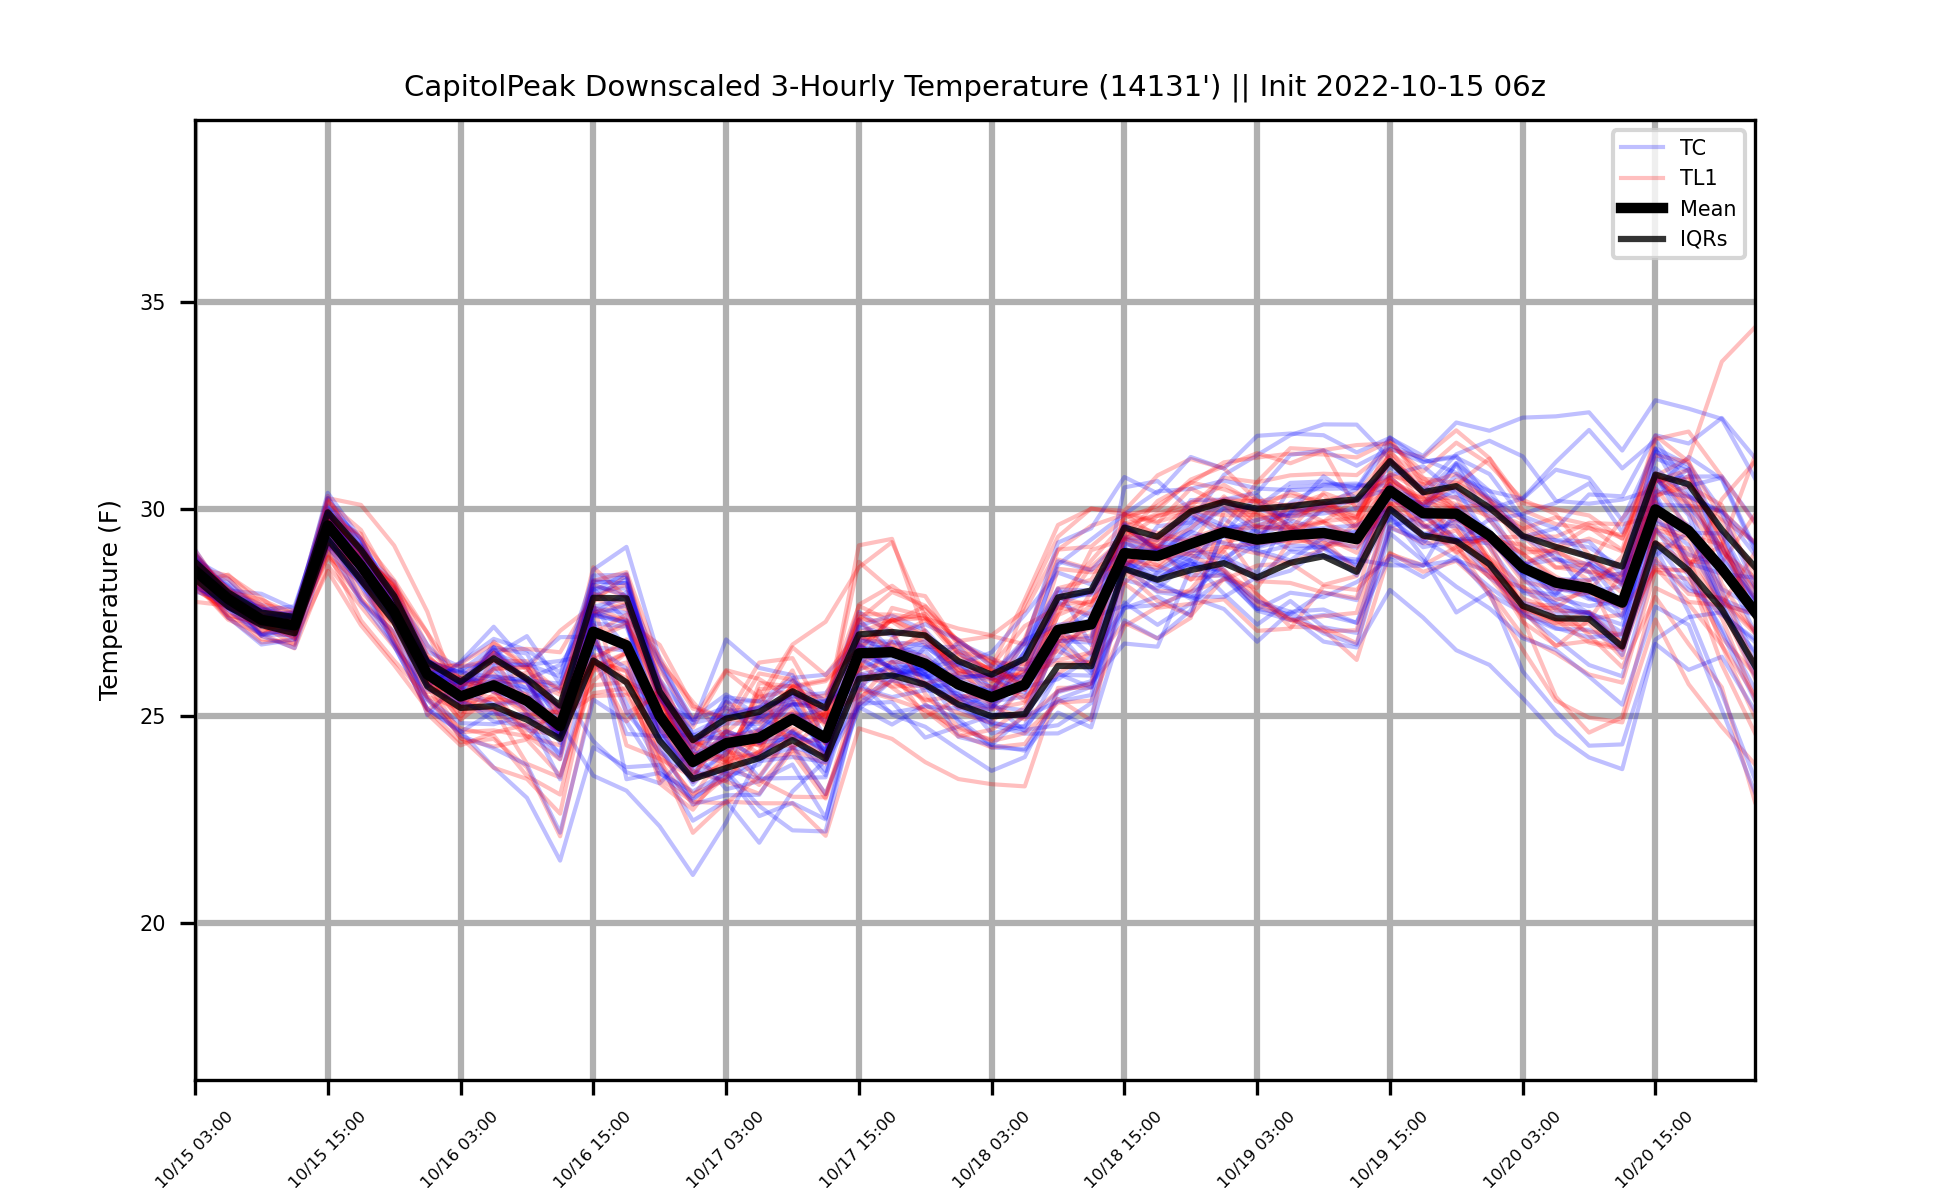 CapitolPeak Downscaled 3-Hourly Temperature (14131') || Init 2022-10-15 06z
TC
TL1
Mean
IQRs
Temperature (F)
35
30
25
20
10/15 03:00
10/15 15:00
10/16 03:00
10/16 15:00
10/17 03:00
10/17 15:00
10/18 03:00
10/18 15:00
10/19 03:00
10/19 15:00
10/20 03:00
10/20 15:00